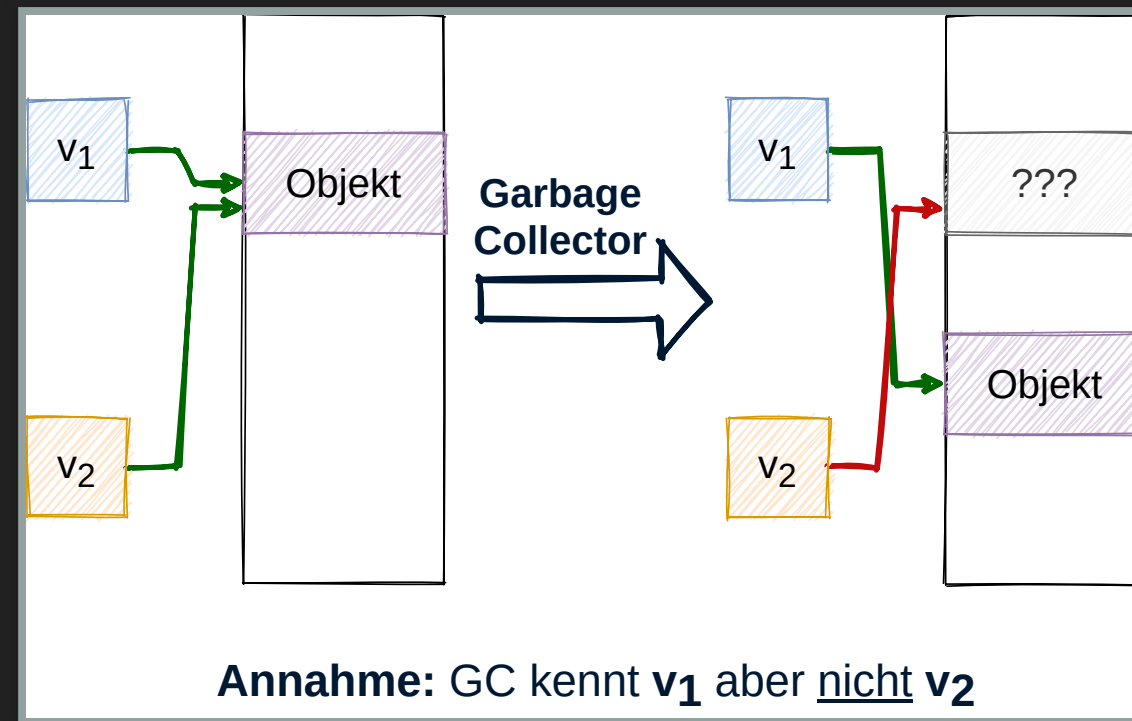 v1
Objekt
v2
Garbage
Collector
v1
???
Objekt
v2
Annahme: GC kennt v1 aber nicht v2